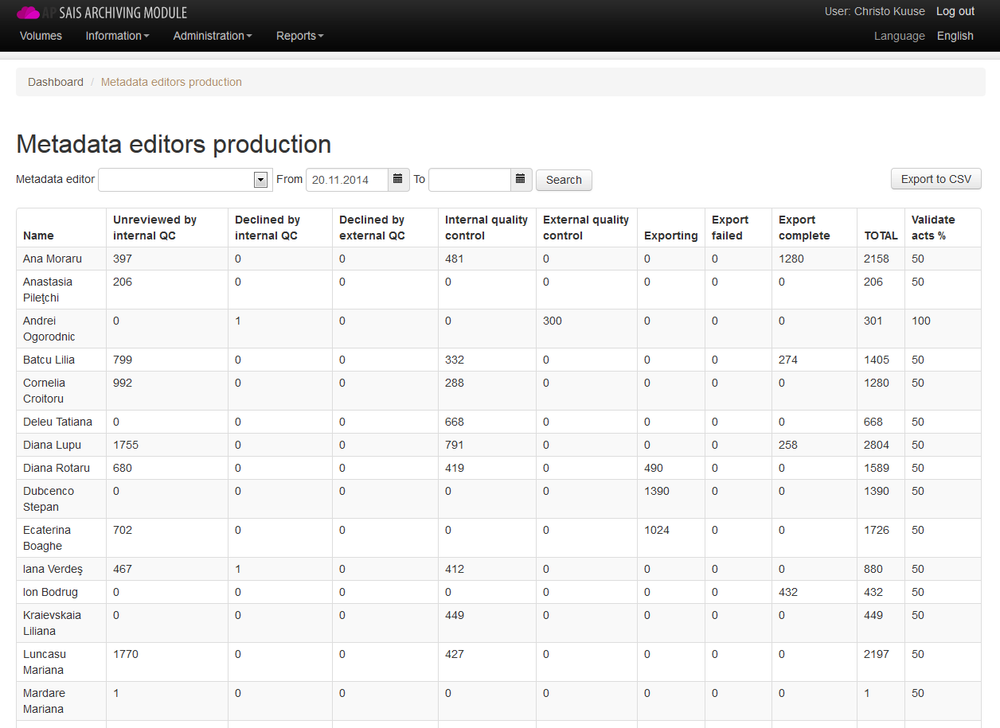 AP SAIS ARCHIVING MODULE
User: Christo Kuuse Log out
Volumes Information Administration Reports
Language English
Dashboard / Metadata editors production
Metadata editors production
Metadata editor From 20.11.2014 To Search Export to CSV
Name Unreviewed by internal QC Declined by internal QC Declined by external QC Internal quality control External quality control Exporting Export failed Export complete TOTAL Validate acts %
Ana Moraru 397 0 0 481 0 0 0 1280 2158 50
Anastasia Pileţchi 206 0 0 0 0 0 0 0 206 50
Andrei Ogorodnic 0 1 0 0 300 0 0 0 301 100
Batcu Lilia 799 0 0 332 0 0 0 274 1405 50
Cornelia Croitoru 992 0 0 288 0 0 0 0 1280 50
Deleu Tatiana 0 0 0 668 0 0 0 0 668 50
Diana Lupu 1755 0 0 791 0 0 0 258 2804 50
Diana Rotaru 680 0 0 419 0 490 0 0 1589 50
Dubcenco Stepan 0 0 0 0 0 1390 0 0 1390 50
Ecaterina Boaghe 702 0 0 0 0 1024 0 0 1726 50
Iana Verdeş 467 1 0 412 0 0 0 0 880 50
Ion Bodrug 0 0 0 0 0 0 0 432 432 50
Kraievskaia Liliana 0 0 0 449 0 0 0 0 449 50
Luncasu Mariana 1770 0 0 427 0 0 0 0 2197 50
Mardare Mariana 1 0 0 0 0 0 0 0 1 50